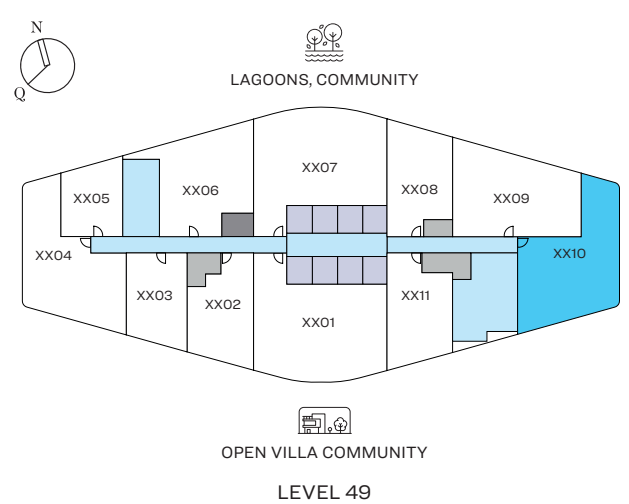 N
Q
LAGOONS, COMMUNITY
XX07
XX05
XX06
XX08
XX09
XX04
XX10
XX03
XX02
XX01
XX11
OPEN VILLA COMMUNITY
LEVEL 49